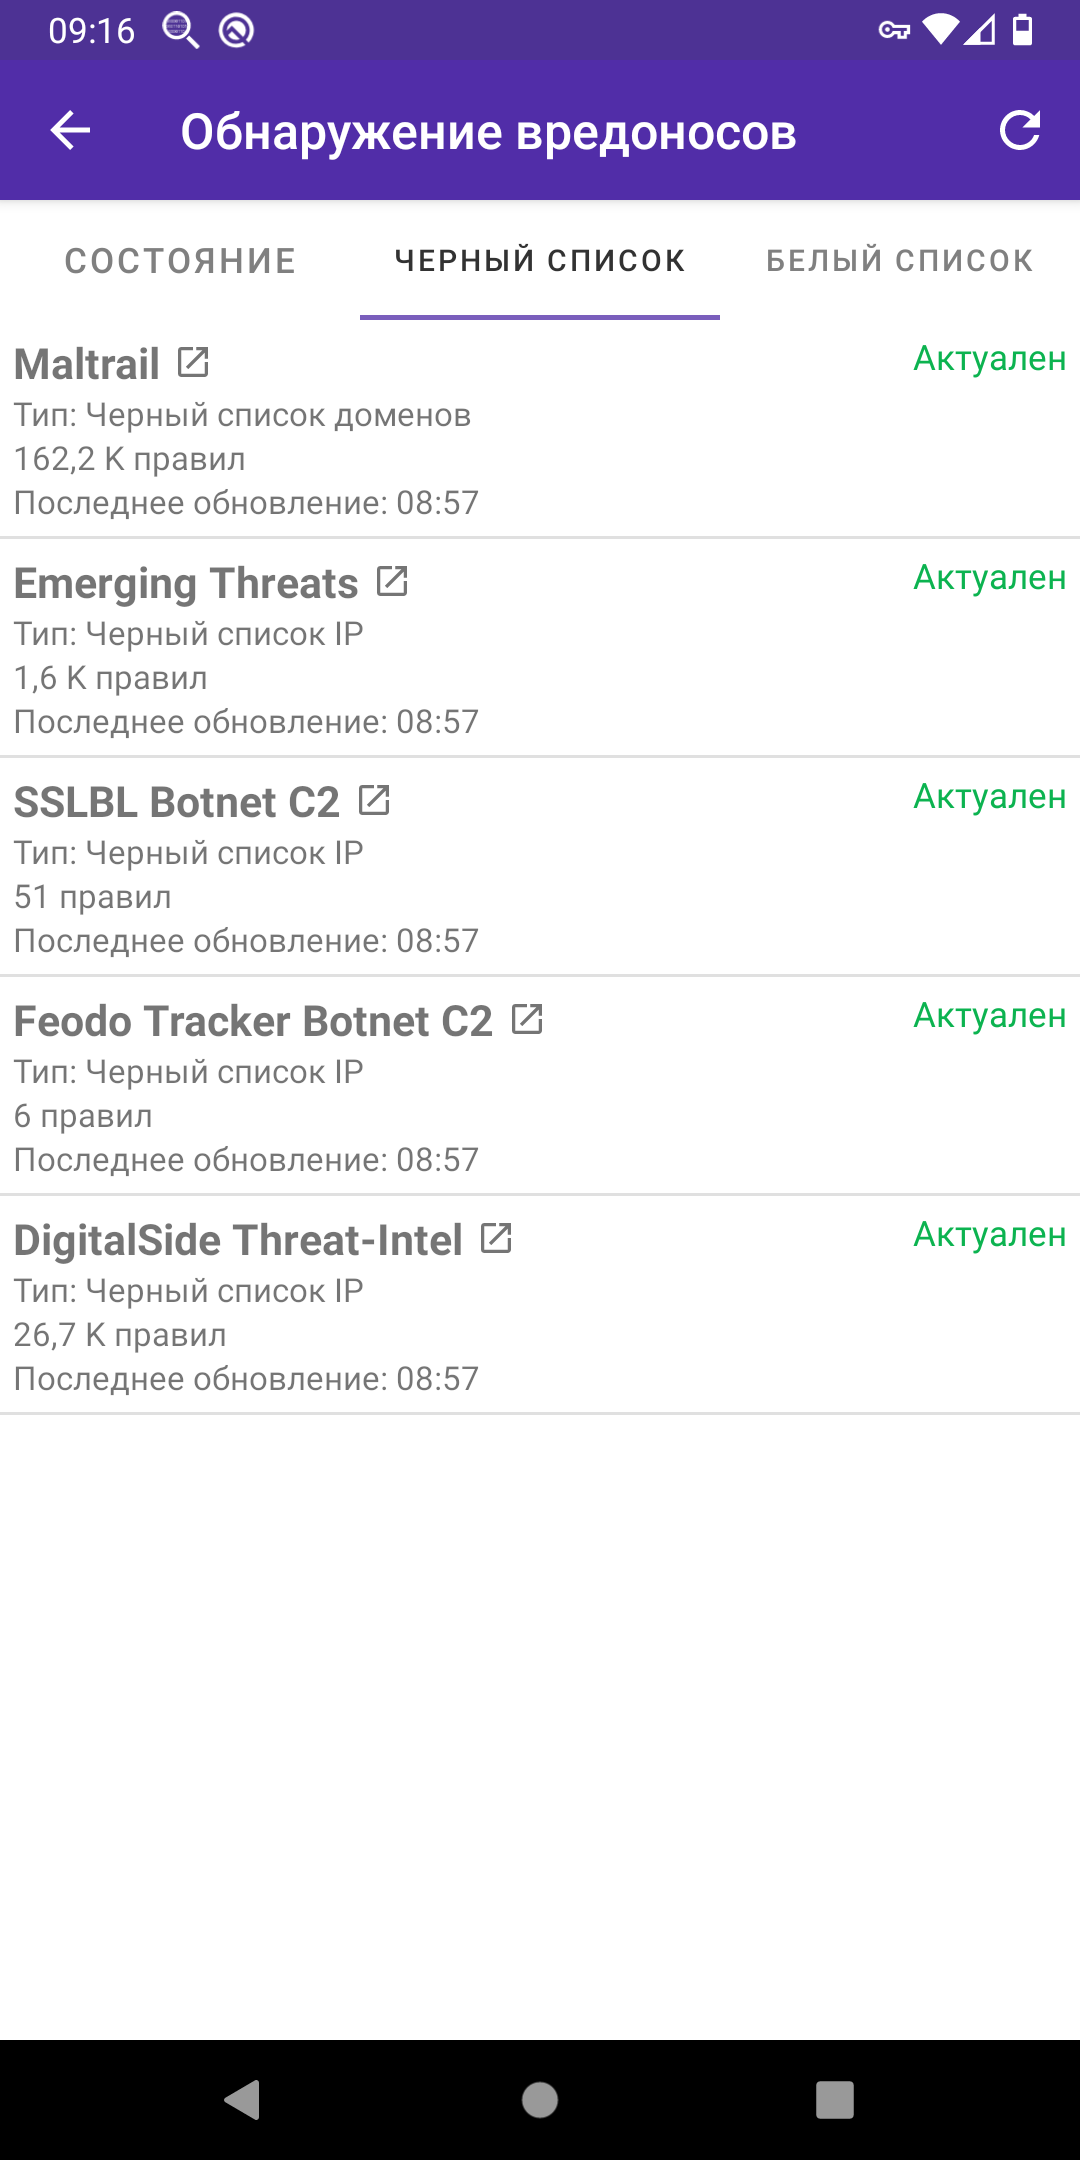 09:16
Обнаружение вредоносов
СОСТОЯНИЕ
ЧЕРНЫЙ СПИСОК
БЕЛЫЙ СПИСОК
Maltrail
Актуален
Тип: Черный список доменов
162,2 K правил
Последнее обновление: 08:57
Emerging Threats
Актуален
Тип: Черный список IP
1,6 K правил
Последнее обновление: 08:57
SSLBL Botnet C2
Актуален
Тип: Черный список IP
51 правил
Последнее обновление: 08:57
Feodo Tracker Botnet C2
Актуален
Тип: Черный список IP
6 правил
Последнее обновление: 08:57
DigitalSide Threat-Intel
Актуален
Тип: Черный список IP
26,7 K правил
Последнее обновление: 08:57